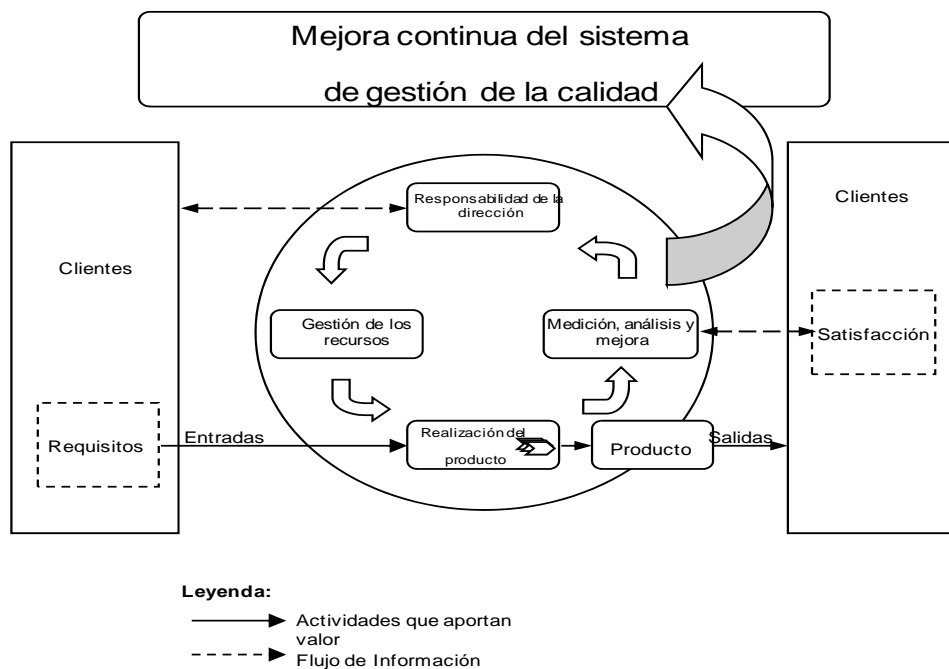 Mejora continua del sistema
de gestión de la calidad
Clientes
Requisitos
Entradas
Responsabilidad de la
dirección
Gestión de los
recursos
Medición, análisis y
mejora
Realización del
producto
Producto
Salidas
Clientes
Satisfacción
Leyenda:
Actividades que aportan
valor
Flujo de Información